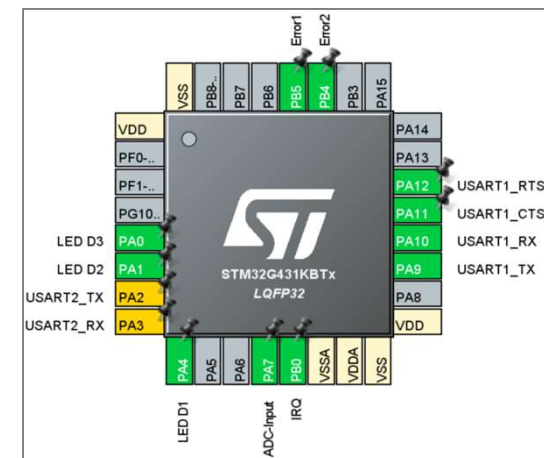 Error1
Error2
VSS
PB8-..
PB7
PB6
PB5
PB4
PB3
PA15
VDD
PF0-..
PF1-..
PG10..
LED D3 PA0
LED D2 PA1
USART2_TX PA2
USART2_RX PA3
ST
STM32G431KBTx
LQFP32
PA14
PA13
PA12 USART1_RTS
PA11 USART1_CTS
PA10 USART1_RX
PA9 USART1_TX
PA8
VDD
PA4
PA5
PA6
PA7
PB0
VSSA
VDDA
VSS
LED D1
ADC-Input
IRQ